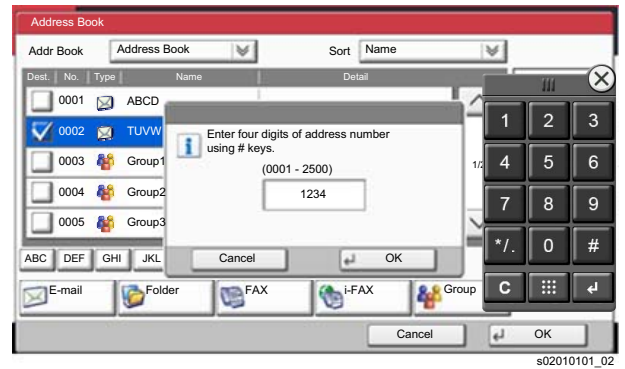 Address Book
Addr Book Address Book Sort Name
Dest. No. Type Name Detail
0001 ABCD
0002 TUVW
0003 Group1
0004 Group2
0005 Group3
Enter four digits of address number
using # keys.
(0001 - 2500)
1234
Cancel OK
1 2 3
4 5 6
7 8 9
*/. 0 #
C
ABC DEF GHI JKL
E-mail Folder FAX i-FAX Group
Cancel OK
s02010101_02